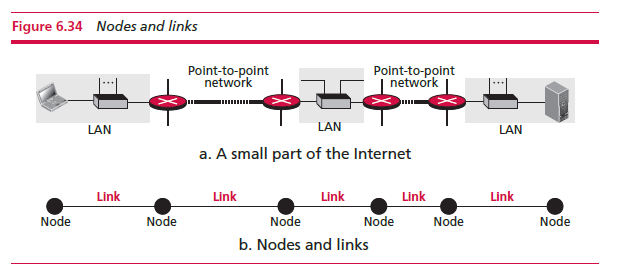 Figure 6.34 Nodes and links
Point-to-point
network
Point-to-point
network
LAN
LAN
LAN
a. A small part of the Internet
Link
Link
Link
Link
Link
Node
Node
Node
Node
Node
Node
b. Nodes and links